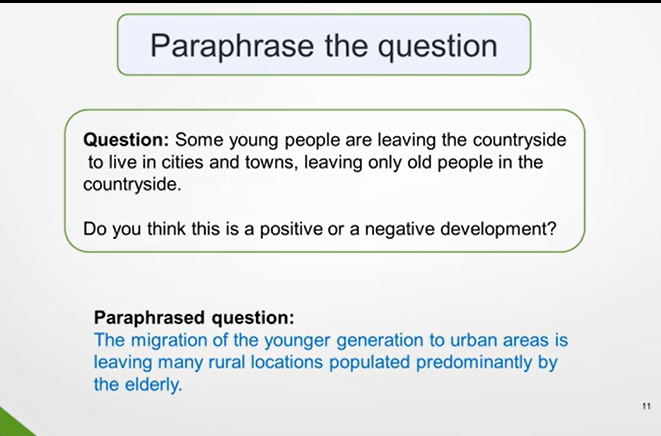 Paraphrase the question
Question: Some young people are leaving the countryside
to live in cities and towns, leaving only old people in the
countryside.
Do you think this is a positive or a negative development?
Paraphrased question:
The migration of the younger generation to urban areas is
leaving many rural locations populated predominantly by
the elderly.
11